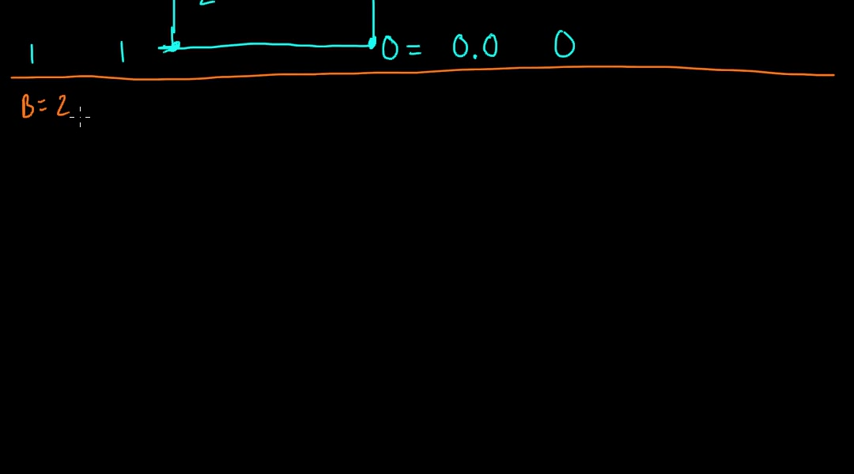 1 1 0 = 0.0 0
B = 2